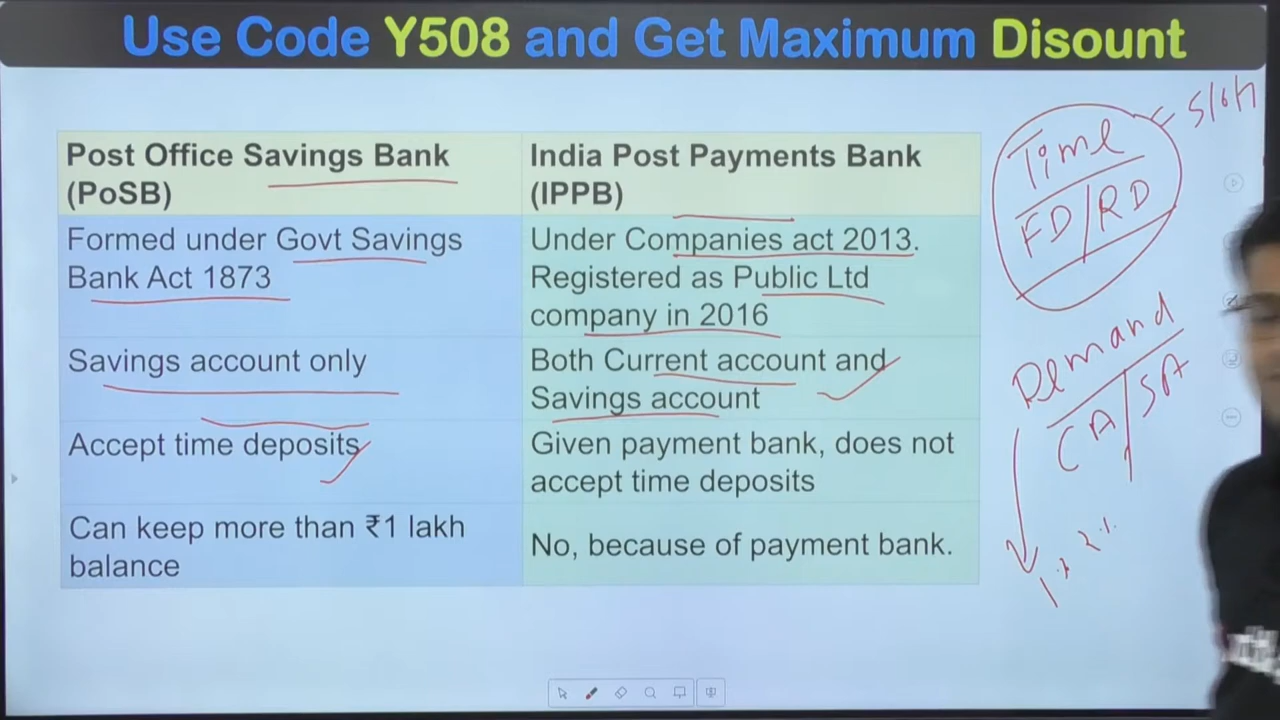 Use Code Y508 and Get Maximum Disount
Post Office Savings Bank
(PoSB)
India Post Payments Bank
(IPPB)
Formed under Govt Savings
Bank Act 1873
Under Companies act 2013.
Registered as Public Ltd
company in 2016
Savings account only
Both Current account and
Savings account
Accept time deposits
Given payment bank, does not
accept time deposits
Can keep more than ₹1 lakh
balance
No, because of payment bank.
Time
FD/RD
Demand
CA/SA
1% 2%